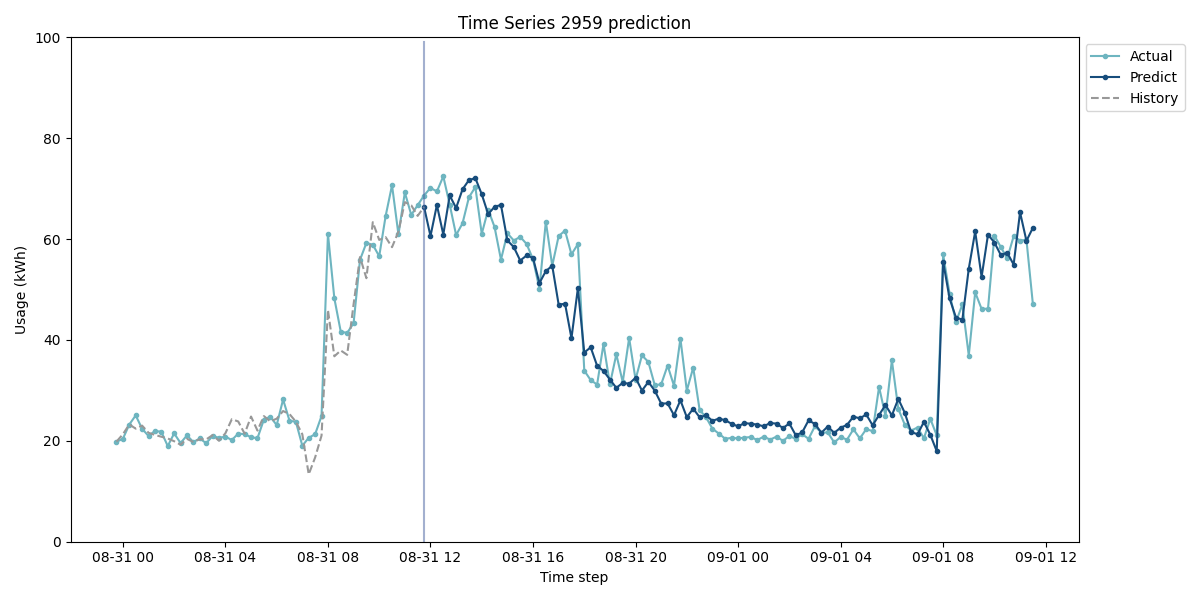 Time Series 2959 prediction
100
80
60
40
20
0
Usage (kWh)
08-31 00
08-31 04
08-31 08
08-31 12
08-31 16
08-31 20
09-01 00
09-01 04
09-01 08
09-01 12
Time step
Actual
Predict
History